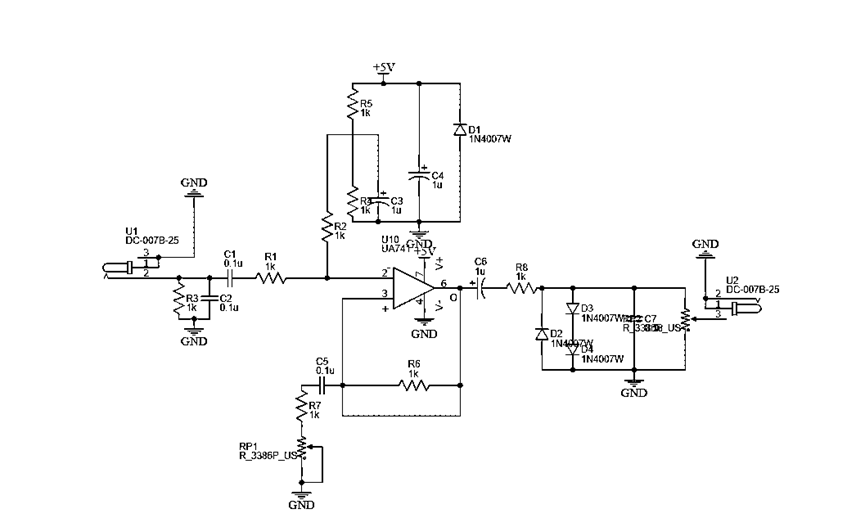 +5V
R5
1k
D1
1N4007W
C4
1u
R4
1k
C3
1u
GND
R2
1k
GND
U1
DC-007B-25
3
1
2
C1
0.1u
R1
1k
R3
1k
C2
0.1u
GND
U10
UA741
+5V
2
3
+
7
V+
6
O
4
V-
GND
C6
1u
R8
1k
D3
1N4007W
D2
1N4007W
D4
1N4007W
C7
GND
GND
U2
DC-007B-25
2
1
3
C5
0.1u
R6
1k
R7
1k
RP1
R_3386P_US
GND